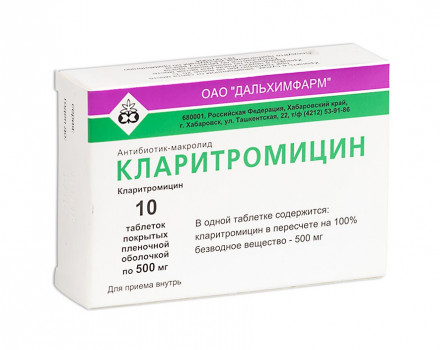 ОАО "ДАЛЬХИМФАРМ"
680001, Российская Федерация, Хабаровский край,
г. Хабаровск, ул. Ташкентская, 22, т/ф (4212) 53-91-86
Антибиотик-макролид
КЛАРИТРОМИЦИН
Кларитромицин
10
таблеток
покрытых
пленочной
оболочкой
по 500 мг
Для приема внутрь
В одной таблетке содержится:
кларитромицин в пересчете на 100%
безводное вещество - 500 мг